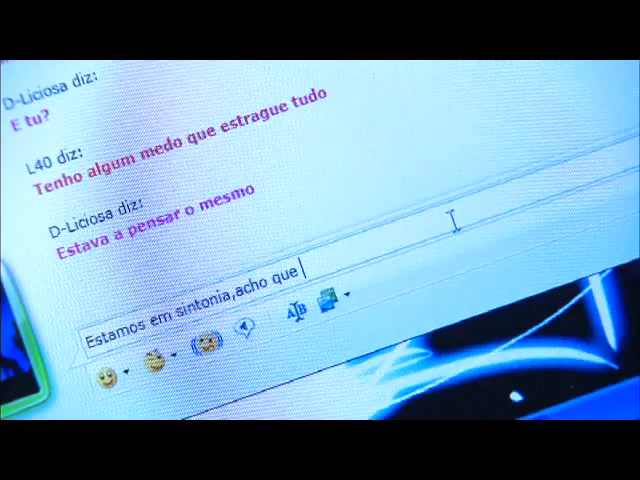 D-Liciosa diz:
E tu?
L40 diz:
Tenho algum medo que estrague tudo
D-Liciosa diz:
Estava a pensar o mesmo
Estamos em sintonia,acho que